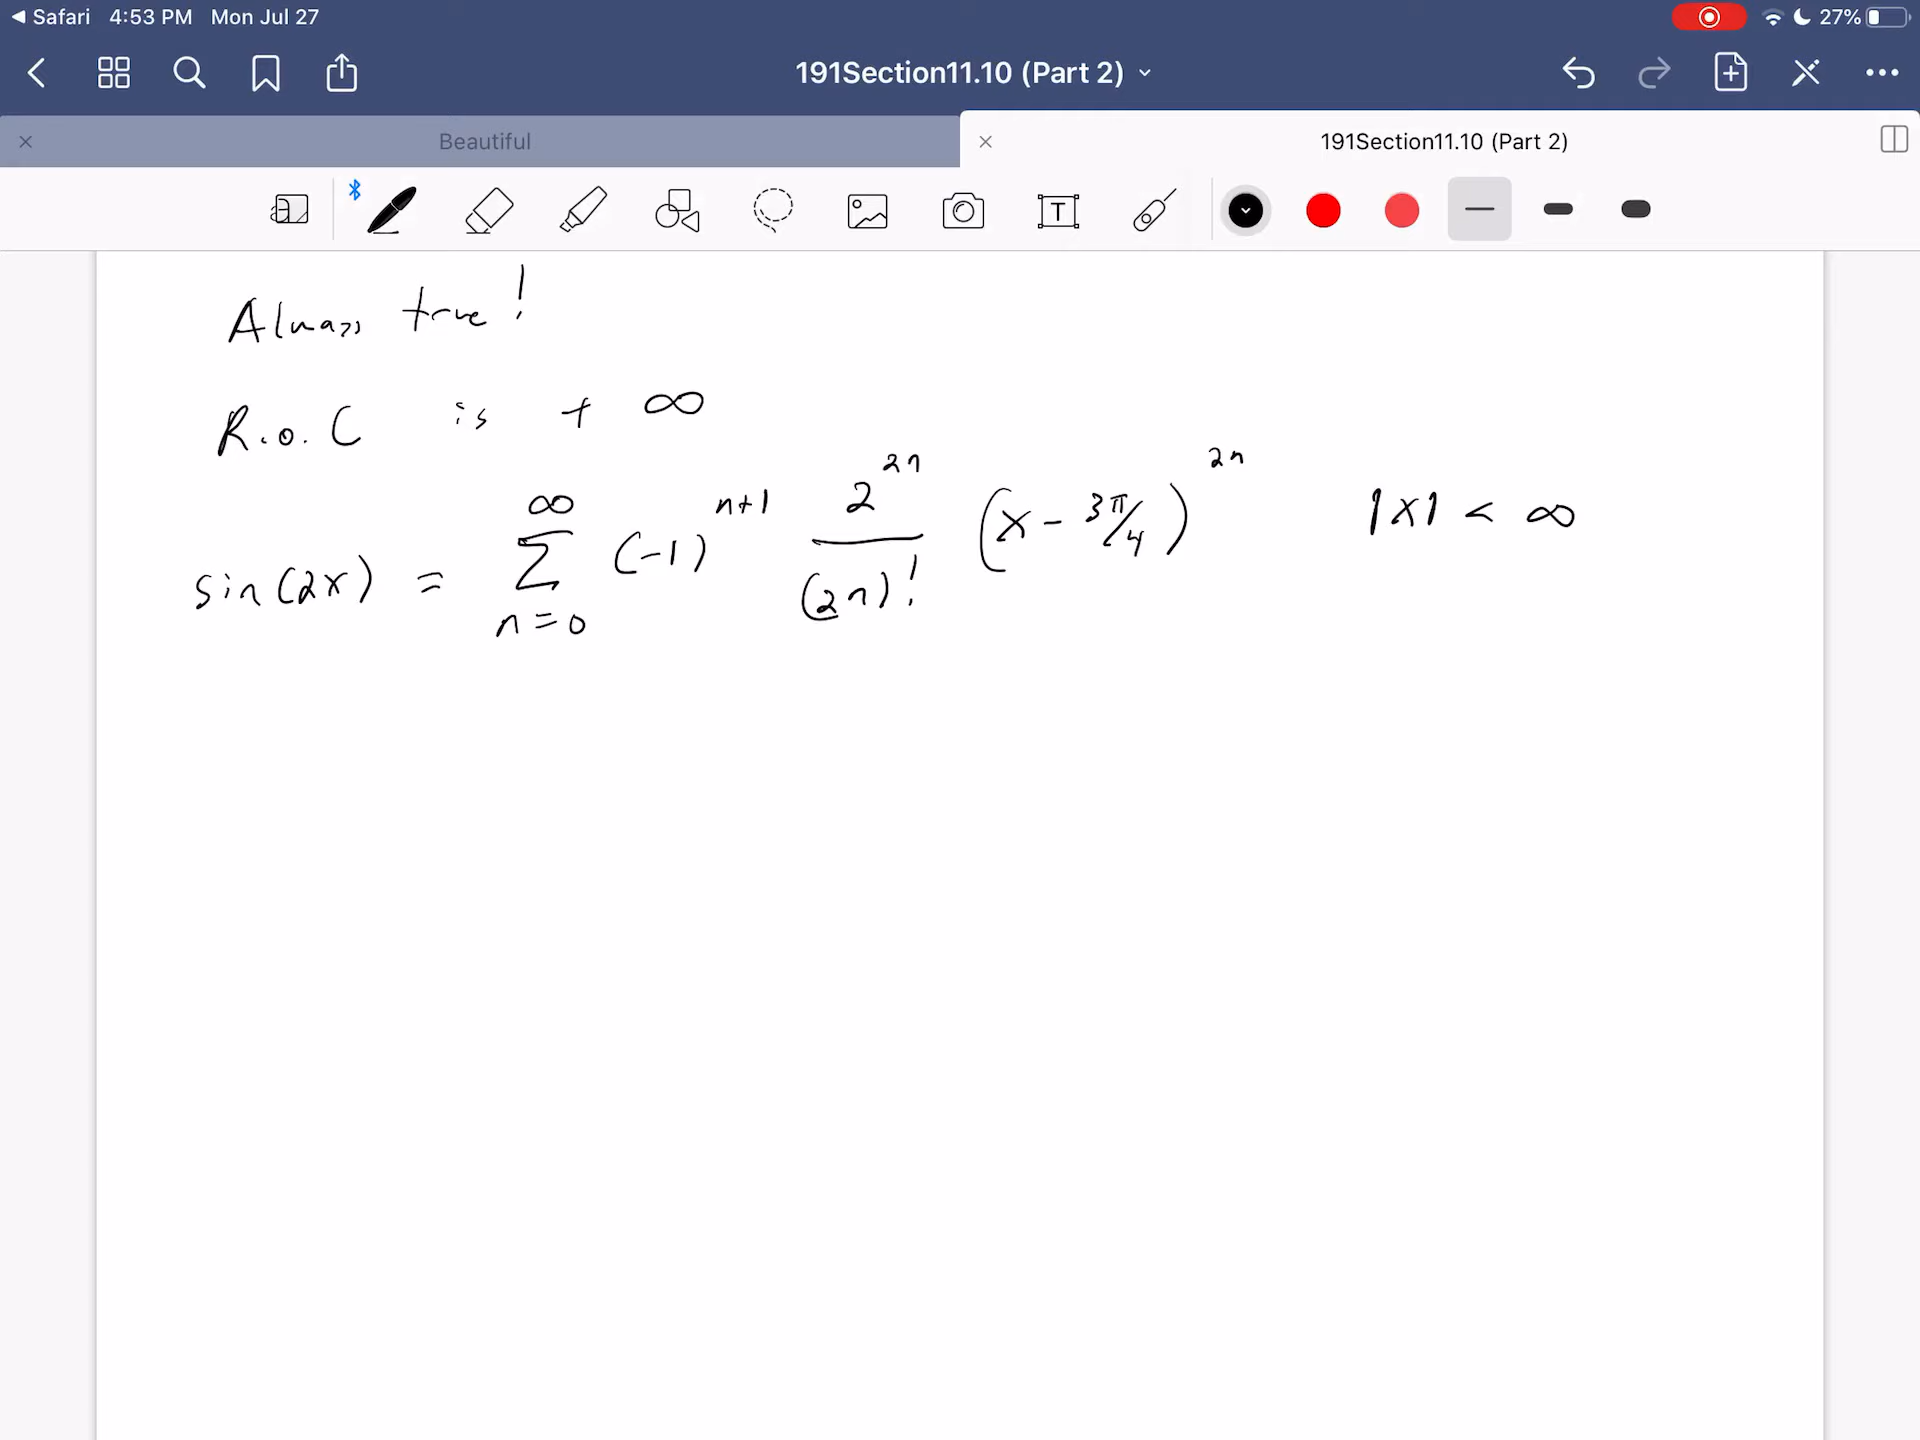 Safari 4:53 PM Mon Jul 27 27%
191Section11.10 (Part 2)
Beautiful 191Section11.10 (Part 2)
Always true!
R.o.C is + ∞
sin(2x) = ∑_{n=0}^{∞} (-1)^{n+1} \frac{2^{2n}}{(2n)!} (x - 3π/4)^{2n} |x| < ∞